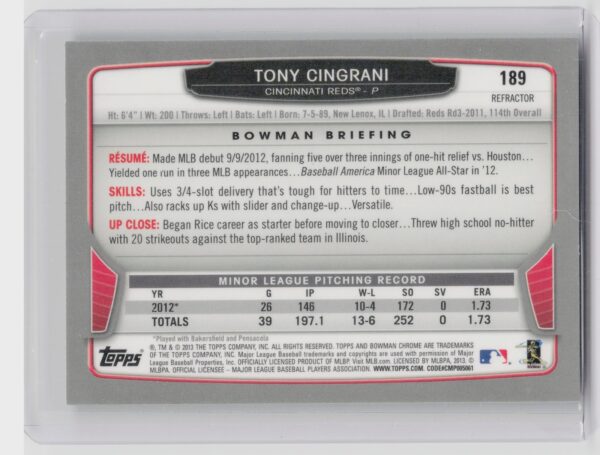 TONY CINGRANI
CINCINNATI REDS® - P
189
REFRACTOR
Ht: 6'4" | Wt: 200 | Throws: Left | Bats: Left | Born: 7-5-89, New Lenox, IL | Drafted: Reds Rd3-2011, 114th Overall
BOWMAN BRIEFING
RÉSUMÉ: Made MLB debut 9/9/2012, fanning five over three innings of one-hit relief vs. Houston...
Yielded one run in three MLB appearances...Baseball America Minor League All-Star in '12.
SKILLS: Uses 3/4-slot delivery that's tough for hitters to time...Low-90s fastball is best
pitch...Also racks up Ks with slider and change-up...Versatile.
UP CLOSE: Began Rice career as starter before moving to closer...Threw high school no-hitter
with 20 strikeouts against the top-ranked team in Illinois.
MINOR LEAGUE PITCHING RECORD
YR G IP W-L SO SV ERA
2012* 26 146 10-4 172 0 1.73
TOTALS 39 197.1 13-6 252 0 1.73
*Played with Bakersfield and Pensacola
Topps
®, TM & © 2013 THE TOPPS COMPANY, INC. ALL RIGHTS RESERVED. TOPPS AND BOWMAN CHROME ARE TRADEMARKS
OF THE TOPPS COMPANY, INC. Major League Baseball trademarks and copyrights are used with permission of Major
League Baseball Properties, Inc. OFFICIALLY LICENSED PRODUCT OF MLBP. Visit MLB.com. LICENSED BY MLBPA, 2013. ©
MLBPA. OFFICIAL LICENSEE - MAJOR LEAGUE BASEBALL PLAYERS ASSOCIATION. WWW.TOPPS.COM. CODE#CMP005061